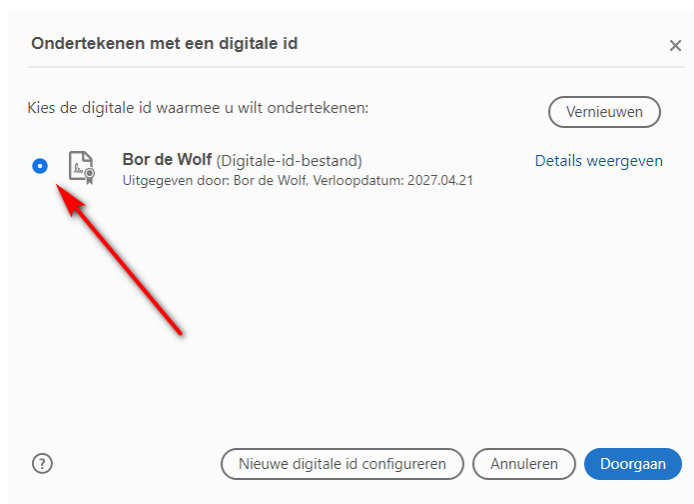 Ondertekenen met een digitale id
Kies de digitale id waarmee u wilt ondertekenen:
Vernieuwen
Bor de Wolf (Digitale-id-bestand)
Details weergeven
Uitgegeven door: Bor de Wolf, Verloopdatum: 2027.04.21
?
Nieuwe digitale id configureren
Annuleren
Doorgaan